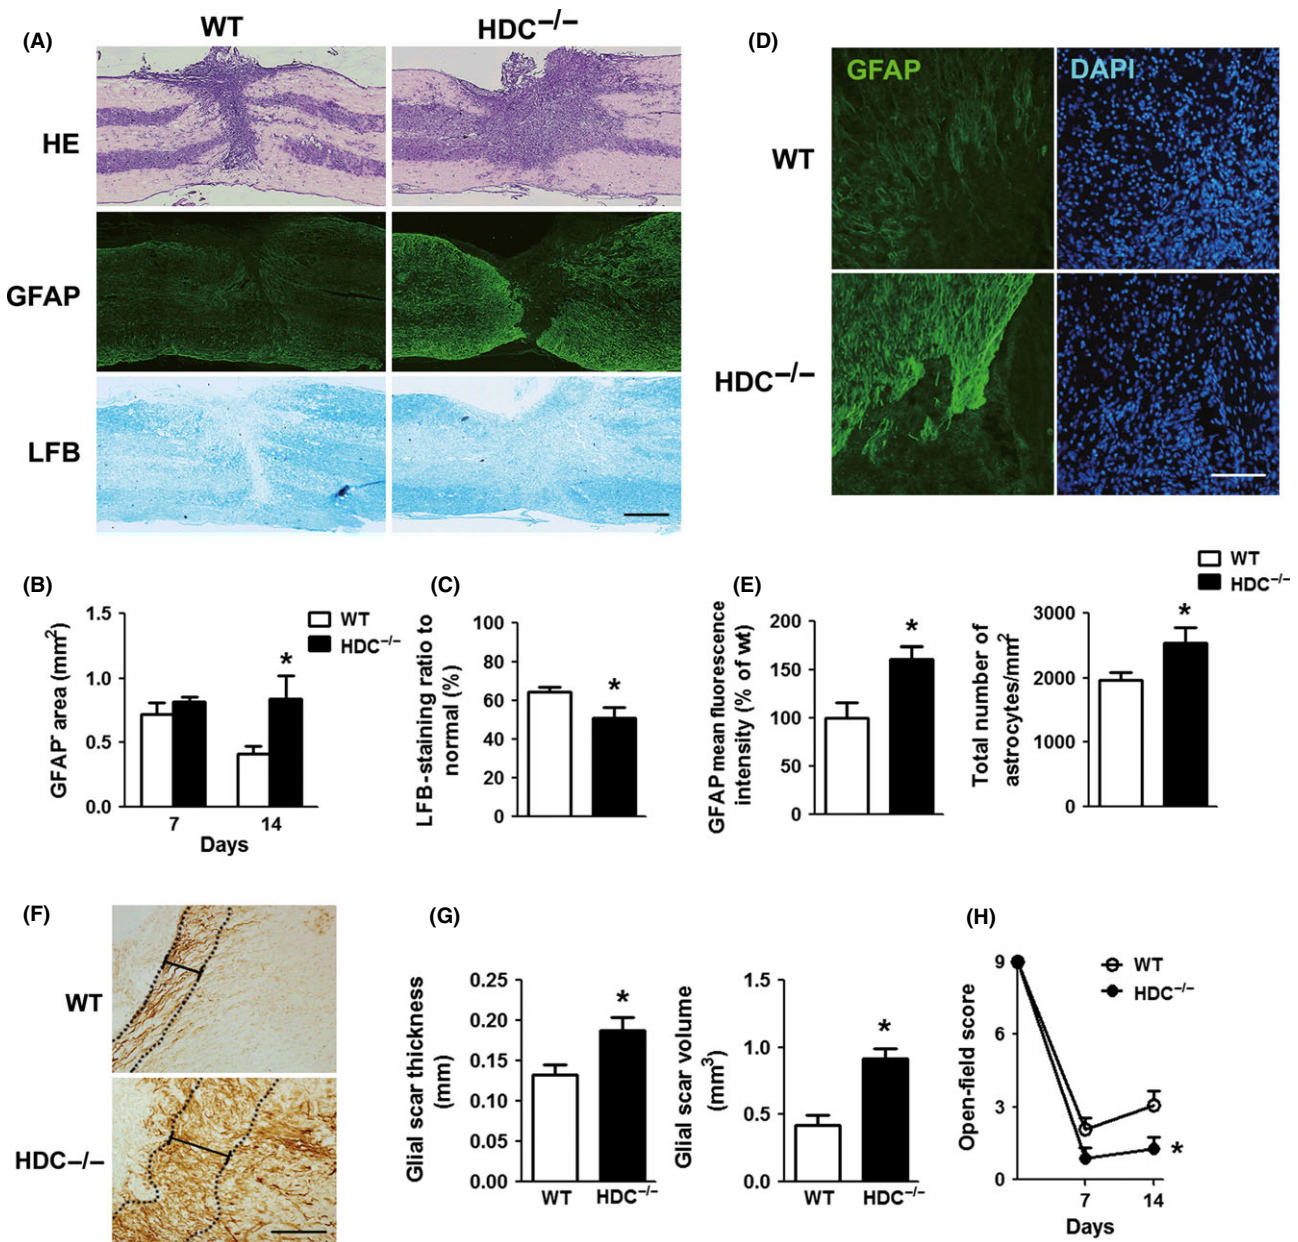 (A)
WT
HDC−/−
HE
GFAP
LFB
(D)
GFAP
DAPI
WT
HDC−/−
(B)
GFAP- area (mm2)
1.5
1.0
0.5
0.0
WT
HDC−/−
*
7
14
Days
(C)
LFB-staining ratio to
normal (%)
100
80
60
40
20
0
*
(E)
WT
HDC−/−
GFAP mean fluorescence
intensity (% of wt)
200
150
100
50
0
*
Total number of
astrocytes/mm2
3000
2000
1000
0
*
(F)
WT
HDC−/−
(G)
Glial scar thickness
(mm)
0.25
0.20
0.15
0.10
0.05
0.00
*
WT
HDC−/−
Glial scar volume
(mm3)
1.5
1.0
0.5
0.0
*
WT
HDC−/−
(H)
Open-field score
9
6
3
0
WT
HDC−/−
*
7
14
Days